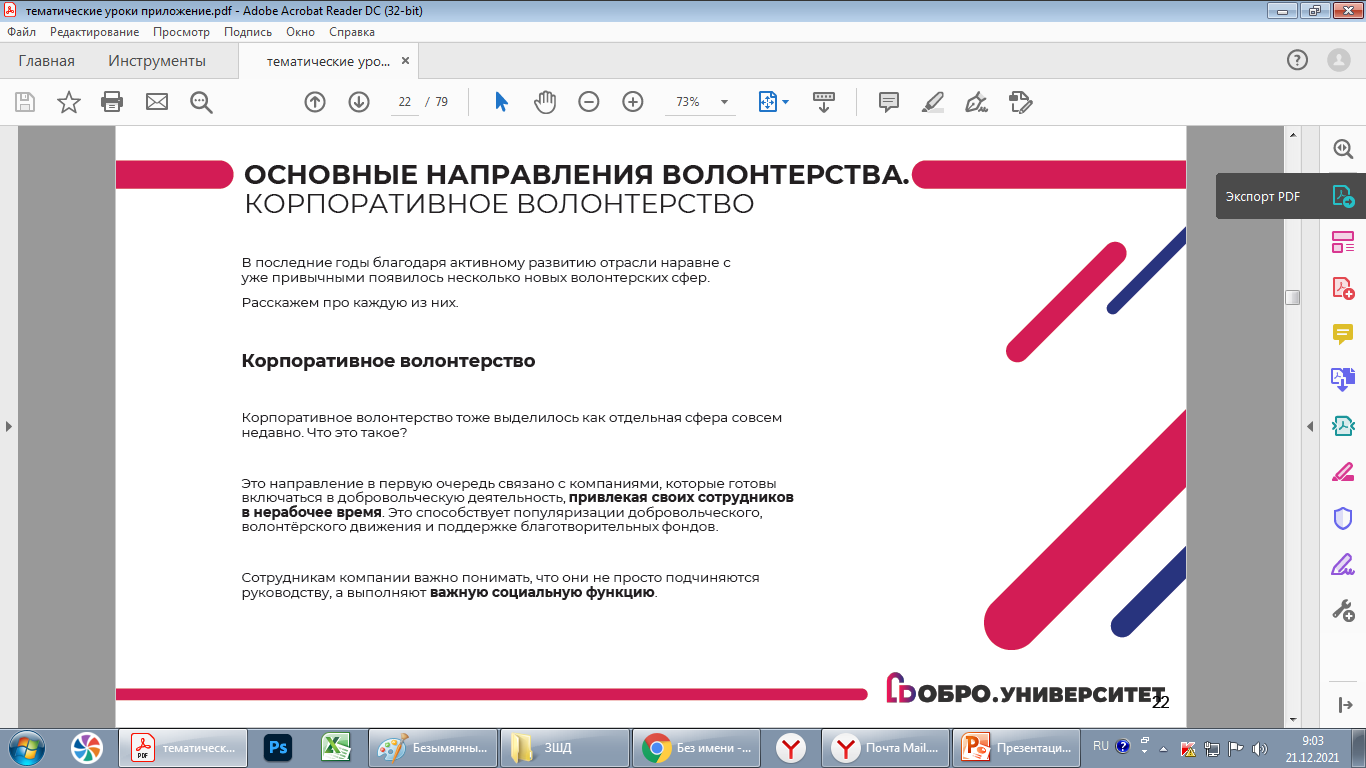 тематические уроки приложение.pdf - Adobe Acrobat Reader DC (32-bit)
Файл Редактирование Просмотр Подпись Окно Справка
Главная Инструменты тематические уро... ×
22 / 79 73%
ОСНОВНЫЕ НАПРАВЛЕНИЯ ВОЛОНТЕРСТВА.
КОРПОРАТИВНОЕ ВОЛОНТЕРСТВО
Экспорт PDF
В последние годы благодаря активному развитию отрасли наравне с
уже привычными появилось несколько новых волонтерских сфер.
Расскажем про каждую из них.
Корпоративное волонтерство
Корпоративное волонтерство тоже выделилось как отдельная сфера совсем
недавно. Что это такое?
Это направление в первую очередь связано с компаниями, которые готовы
включаться в добровольческую деятельность, привлекая своих сотрудников
в нерабочее время. Это способствует популяризации добровольческого,
волонтёрского движения и поддержке благотворительных фондов.
Сотрудникам компании важно понимать, что они не просто подчиняются
руководству, а выполняют важную социальную функцию.
ДОБРО.УНИВЕРСИТЕТ
22
тематическ... Ps Безымянны... ЗШД Без имени -... Почта Mail.... Презентаци... RU 9:03
21.12.2021